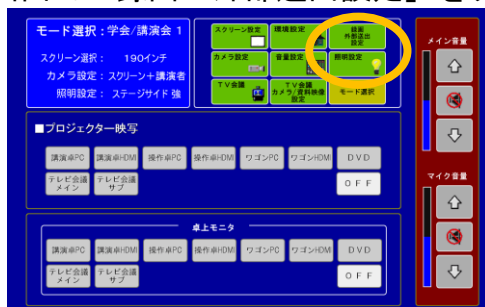 モード選択：学会/講演会 1
スクリーン選択： 190インチ
カメラ設定：スクリーン＋講演者
照明設定： ステージサイド 強
スクリーン設定
環境設定
録画
外部送出
設定
カメラ設定
音量設定
照明設定
TV会議
TV会議
カメラ/資料映像
設定
モード選択
メイン音量
■プロジェクター映写
講演卓PC 講演卓HDMI 操作卓PC 操作卓HDMI ワゴンPC ワゴンHDMI DVD
テレビ会議
メイン
テレビ会議
サブ
OFF
マイク音量
卓上モニタ
講演卓PC 講演卓HDMI 操作卓PC 操作卓HDMI ワゴンPC ワゴンHDMI DVD
テレビ会議
メイン
テレビ会議
サブ
OFF